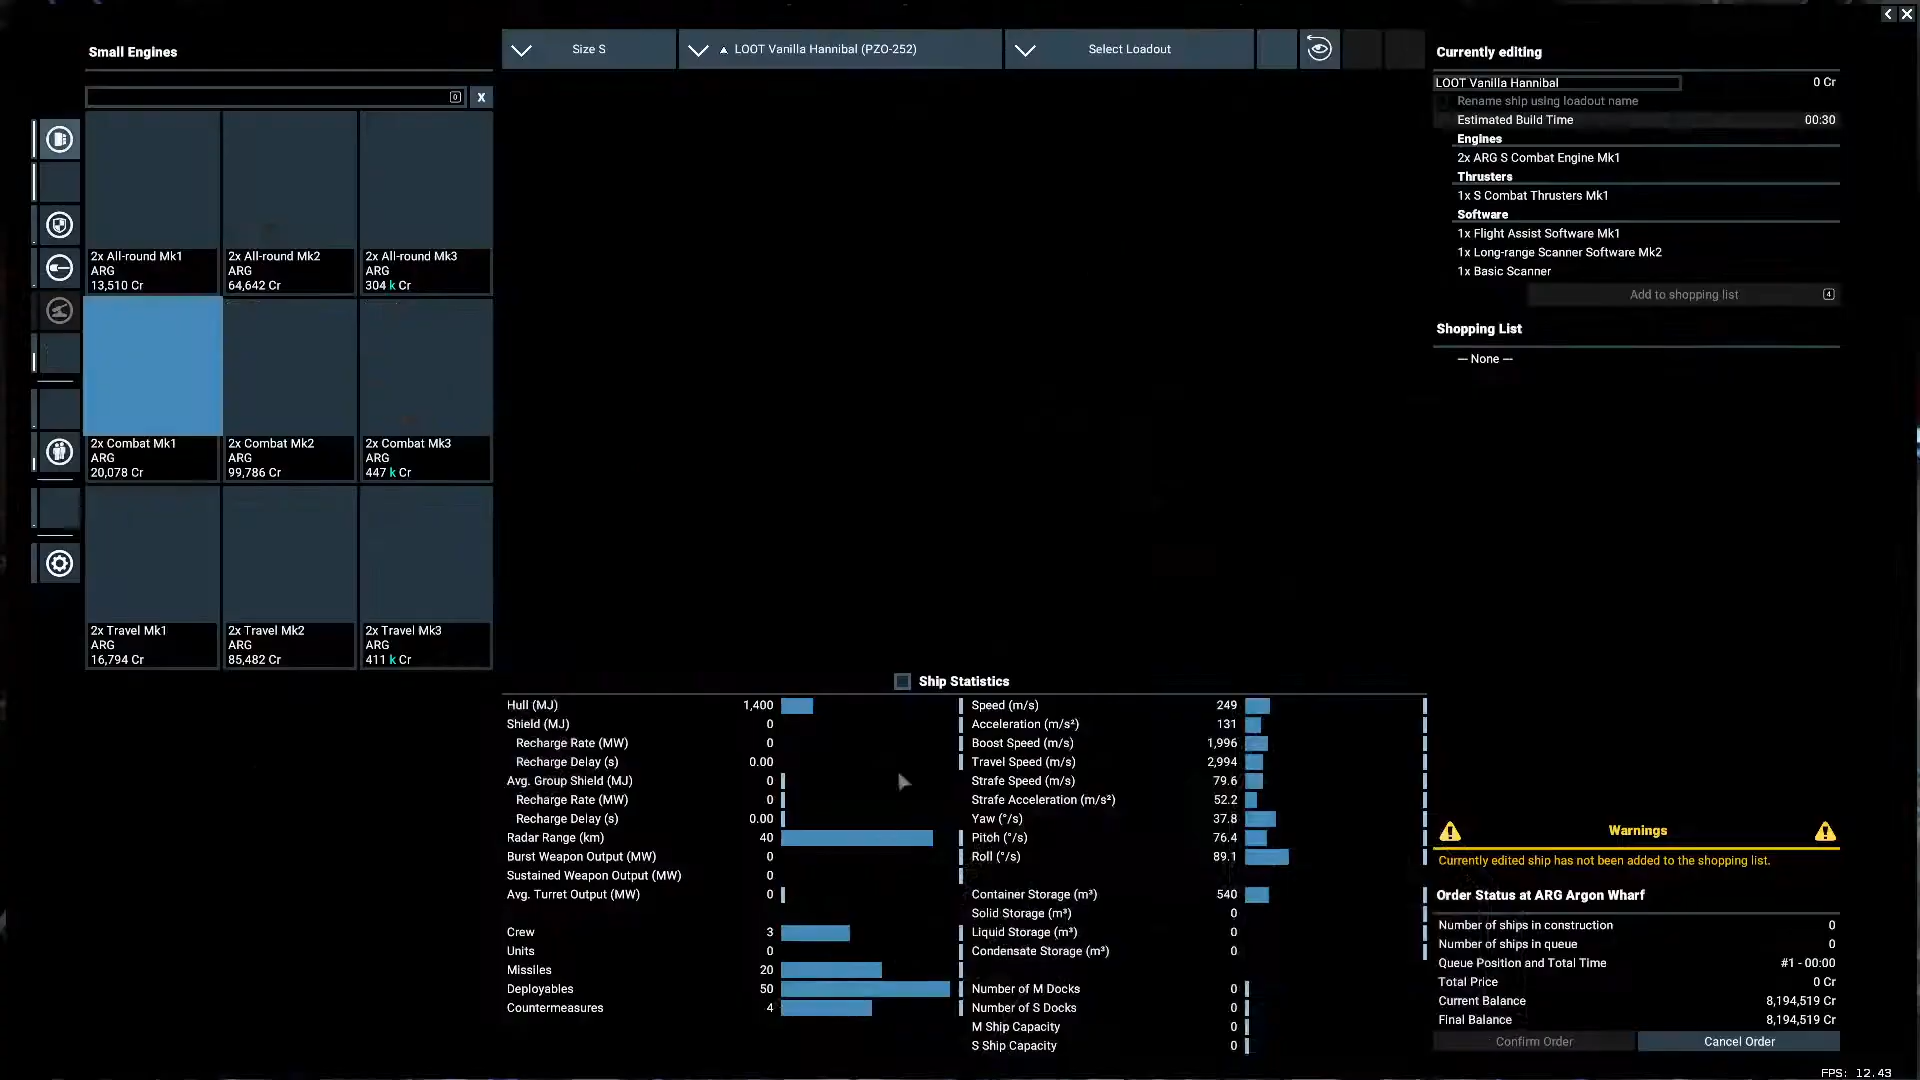 Small Engines
Size S
LOOT Vanilla Hannibal (PZO-252)
Select Loadout
0
X
2x All-round Mk1
ARG
13,510 Cr
2x All-round Mk2
ARG
64,642 Cr
2x All-round Mk3
ARG
304 k Cr
2x Combat Mk1
ARG
20,078 Cr
2x Combat Mk2
ARG
99,786 Cr
2x Combat Mk3
ARG
447 k Cr
2x Travel Mk1
ARG
16,794 Cr
2x Travel Mk2
ARG
85,482 Cr
2x Travel Mk3
ARG
411 k Cr
Ship Statistics
Hull (MJ) 1,400
Shield (MJ) 0
Recharge Rate (MW) 0
Recharge Delay (s) 0.00
Avg. Group Shield (MJ) 0
Recharge Rate (MW) 0
Recharge Delay (s) 0.00
Radar Range (km) 40
Burst Weapon Output (MW) 0
Sustained Weapon Output (MW) 0
Avg. Turret Output (MW) 0
Crew 3
Units 0
Missiles 20
Deployables 50
Countermeasures 4
Speed (m/s) 249
Acceleration (m/s²) 131
Boost Speed (m/s) 1,996
Travel Speed (m/s) 2,994
Strafe Speed (m/s) 79.6
Strafe Acceleration (m/s²) 52.2
Yaw (°/s) 37.8
Pitch (°/s) 76.4
Roll (°/s) 89.1
Container Storage (m³) 540
Solid Storage (m³) 0
Liquid Storage (m³) 0
Condensate Storage (m³) 0
Number of M Docks 0
Number of S Docks 0
M Ship Capacity 0
S Ship Capacity 0
Currently editing
LOOT Vanilla Hannibal 0 Cr
Rename ship using loadout name
Estimated Build Time 00:30
Engines
2x ARG S Combat Engine Mk1
Thrusters
1x S Combat Thrusters Mk1
Software
1x Flight Assist Software Mk1
1x Long-range Scanner Software Mk2
1x Basic Scanner
Add to shopping list 4
Shopping List
— None —
Warnings
Currently edited ship has not been added to the shopping list.
Order Status at ARG Argon Wharf
Number of ships in construction 0
Number of ships in queue 0
Queue Position and Total Time #1 - 00:00
Total Price 0 Cr
Current Balance 8,194,519 Cr
Final Balance 8,194,519 Cr
Confirm Order
Cancel Order
FPS: 12.43